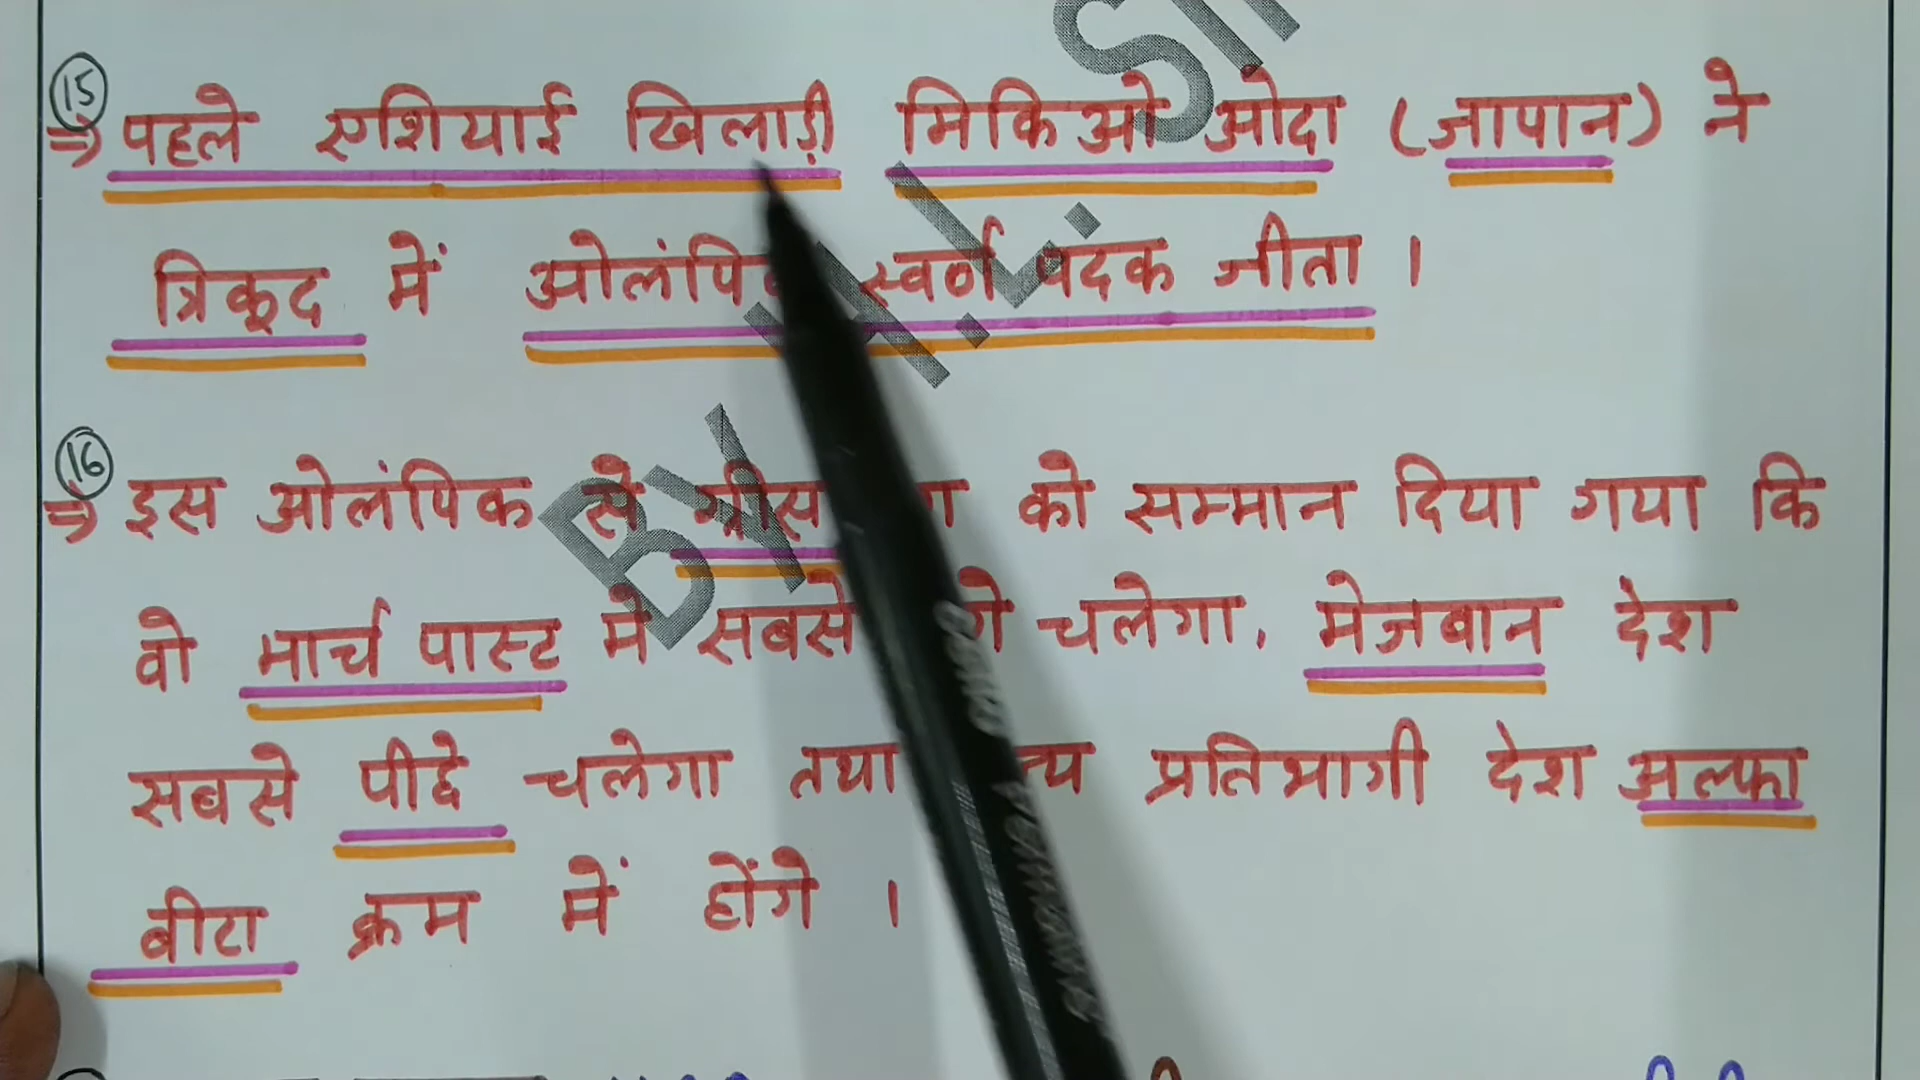 15
⇒ पहले एशियाई खिलाड़ी मिकिओ ओदा (जापान) ने
त्रिकूद में ओलंपिक स्वर्ण पदक जीता ।
16
⇒ इस ओलंपिक से ग्रीस को सम्मान दिया गया कि
वो मार्च पास्ट में सबसे चलेगा, मेजबान देश
सबसे पीछे चलेगा तथा प्रतिभागी देश अल्फा
बीटा क्रम में होंगे ।
BY H.L.